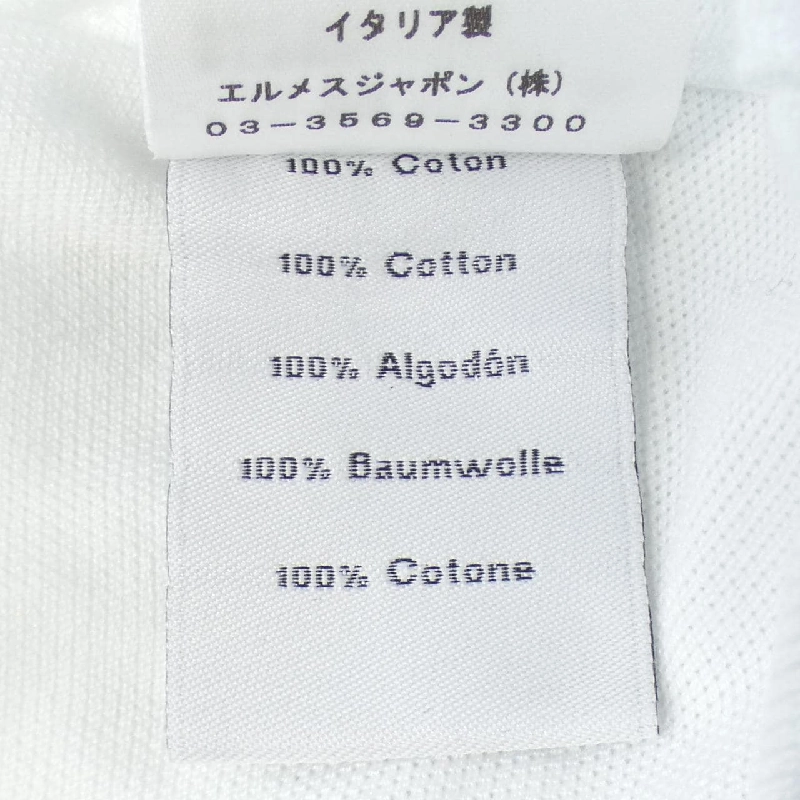 イタリア製
エルメスジャポン（株）
03－3569－3300
100% Coton
100% Cotton
100% Algodón
100% Baumwolle
100% Cotone